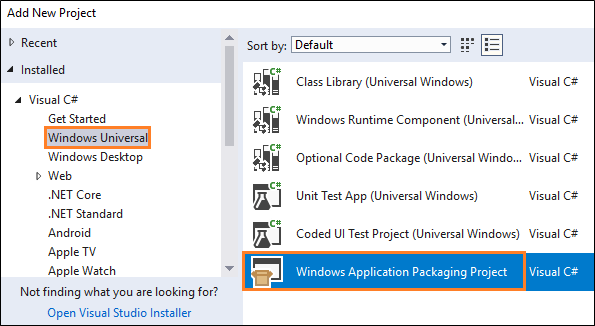 Add New Project
Recent
Installed
Visual C#
Get Started
Windows Universal
Windows Desktop
Web
.NET Core
.NET Standard
Android
Apple TV
Apple Watch
Not finding what you are looking for?
Open Visual Studio Installer
Sort by: Default
C# Class Library (Universal Windows) Visual C#
C# Windows Runtime Component (Universal... Visual C#
C# Optional Code Package (Universal Windo... Visual C#
C# Unit Test App (Universal Windows) Visual C#
C# Coded UI Test Project (Universal Windows) Visual C#
Windows Application Packaging Project Visual C#